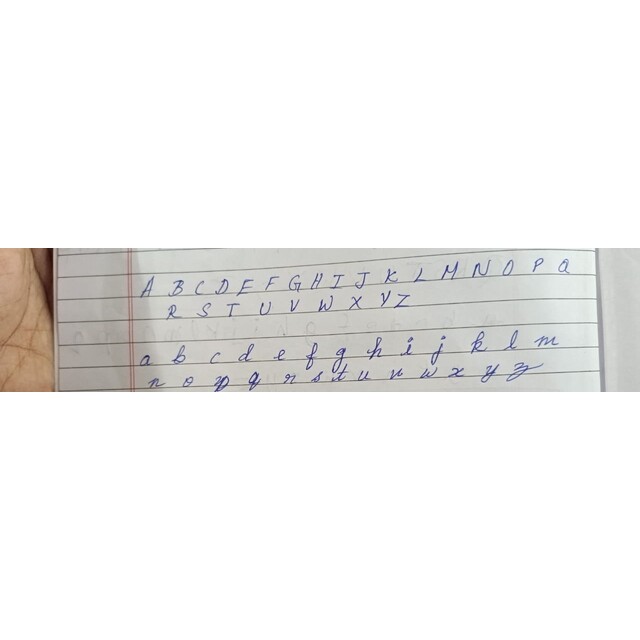 A B C D E F G H I J K L M N O P Q
R S T U V W X Y Z
a b c d e f g h i j k l m
n o p q r s t u v w x y z